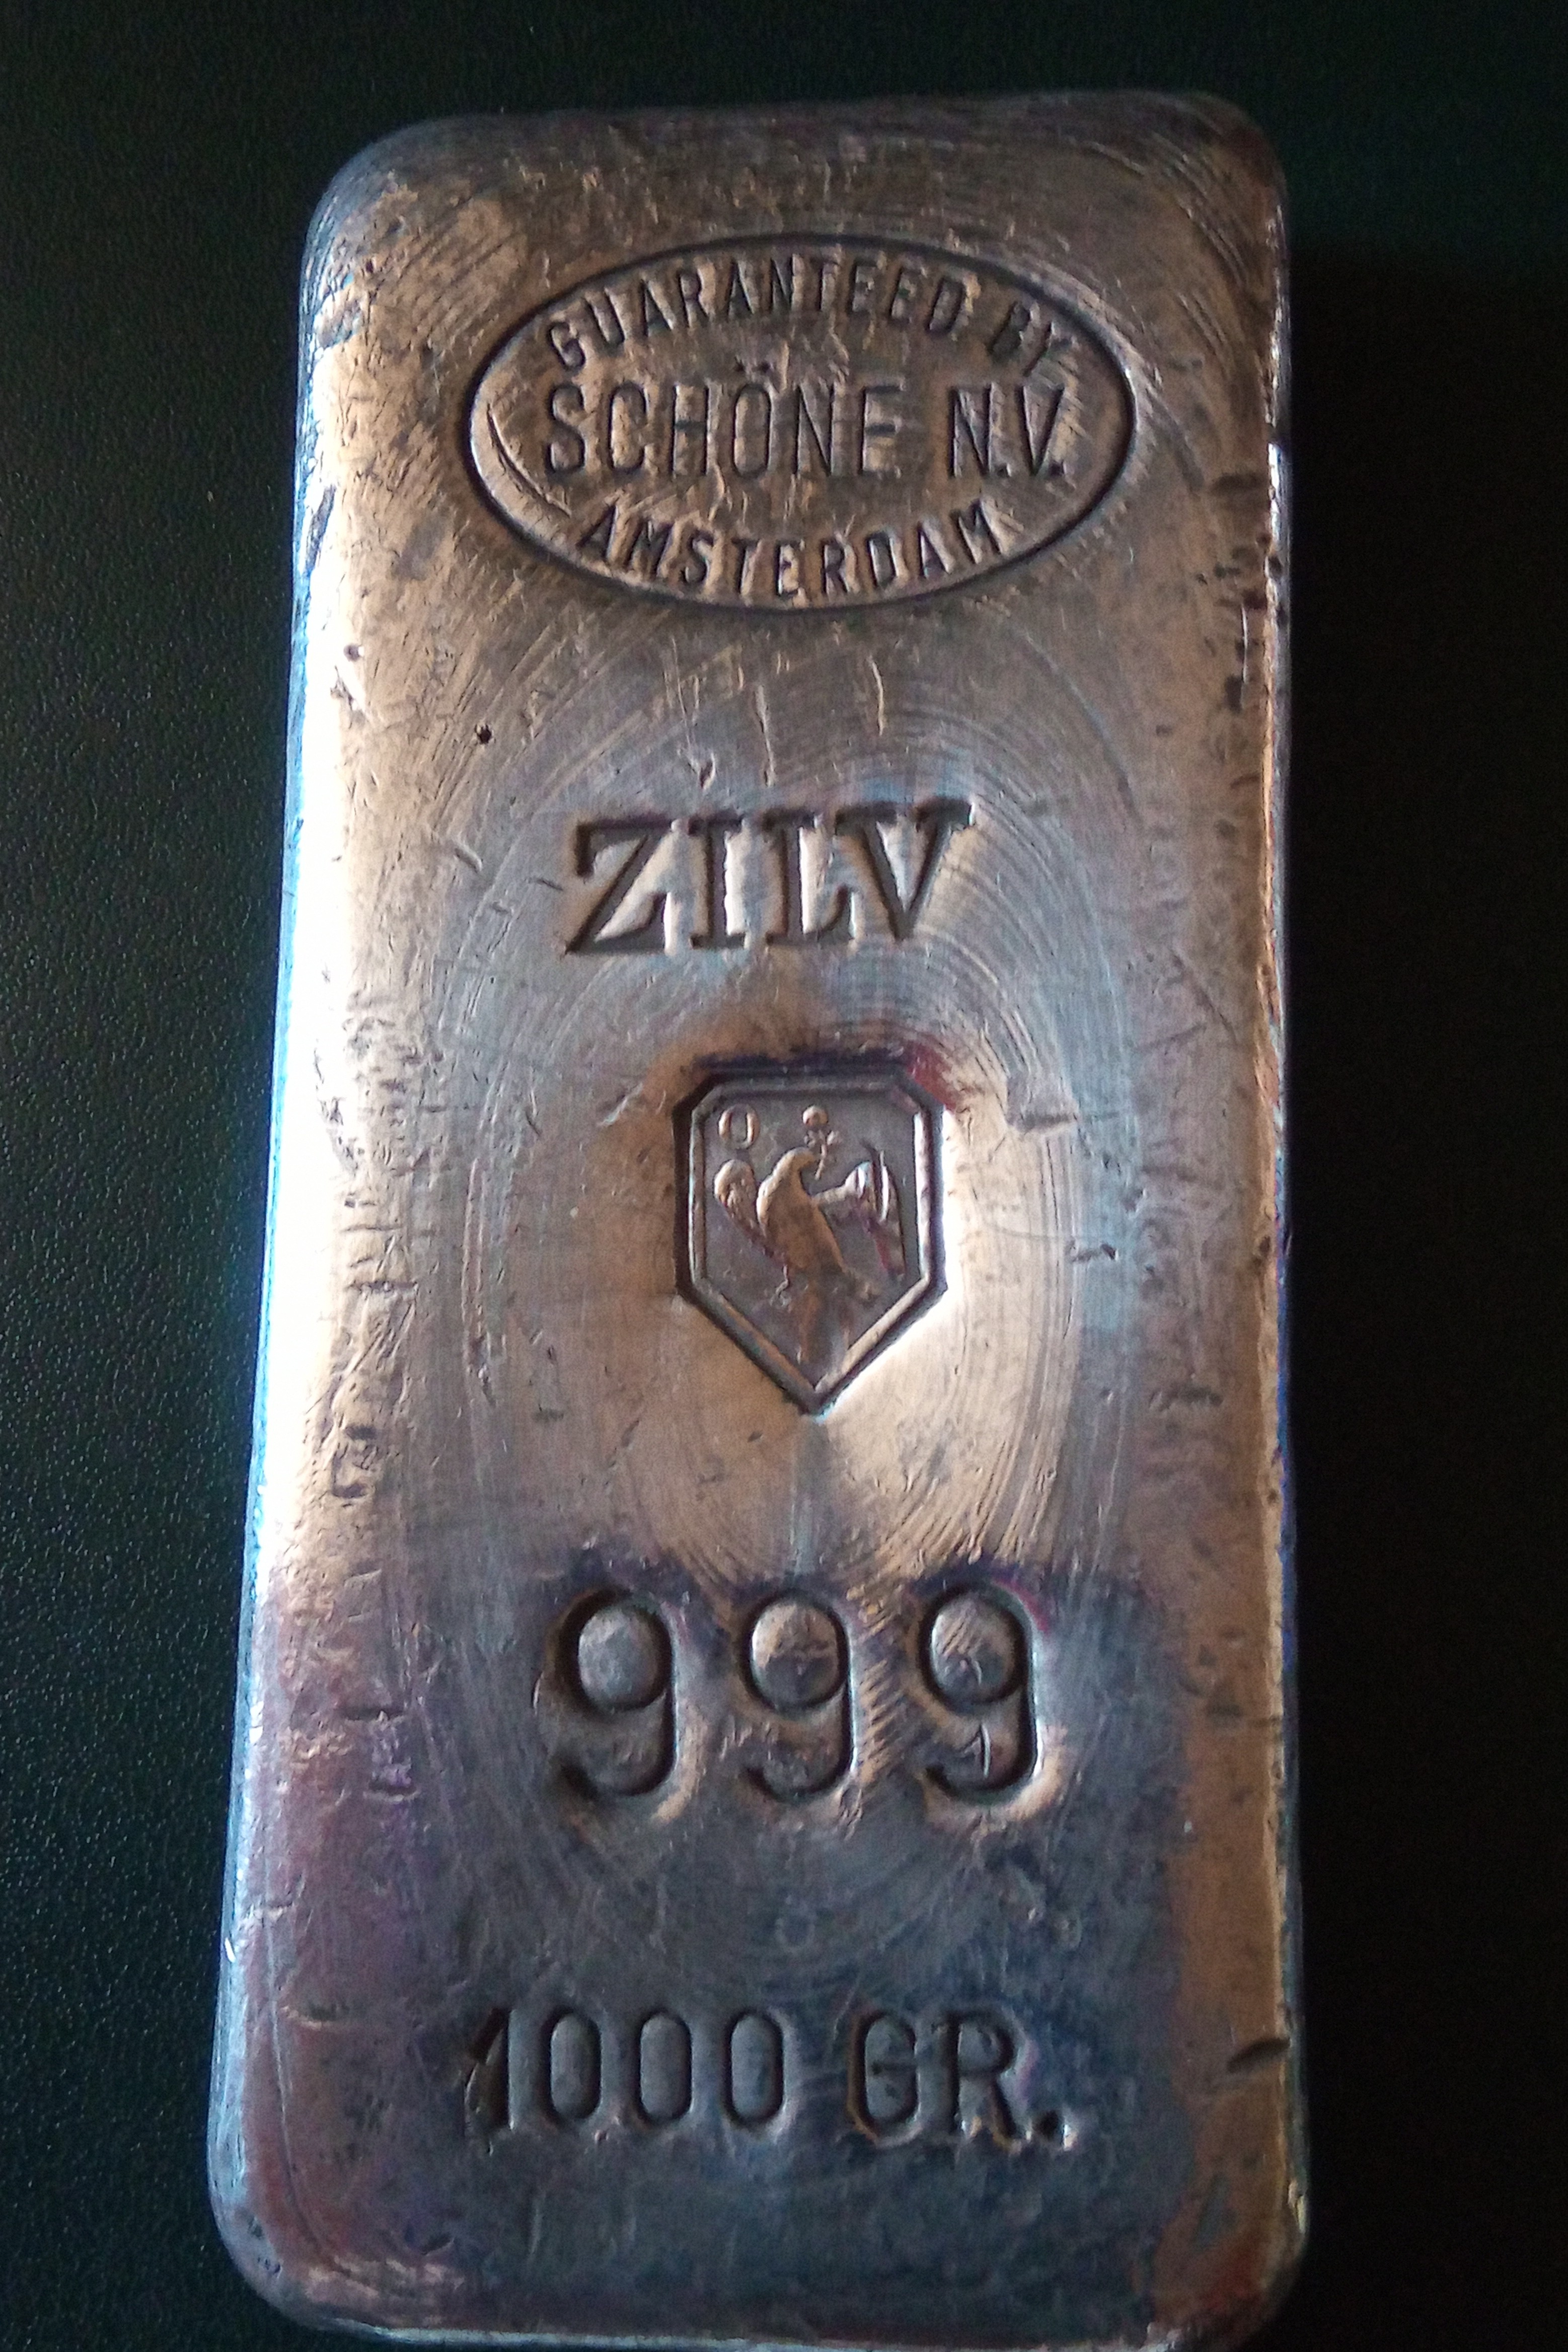 GUARANTEED BY
SCHÖNE N.V.
AMSTERDAM
ZILV
O
999
1000 GR.